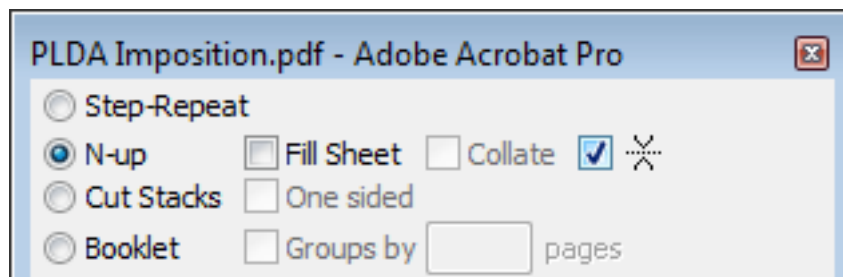 PLDA Imposition.pdf - Adobe Acrobat Pro
Step-Repeat
N-up Fill Sheet Collate
Cut Stacks One sided
Booklet Groups by pages